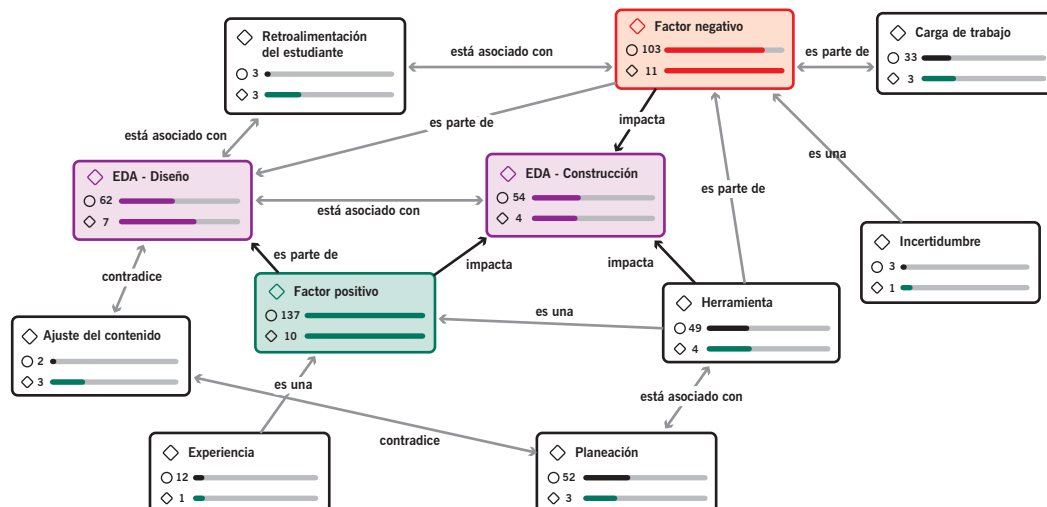 Retroalimentación
del estudiante
3
3
está asociado con
Factor negativo
103
11
es parte de
Carga de trabajo
33
3
está asociado con
es parte de
impacta
es una
EDA - Diseño
62
7
está asociado con
EDA - Construcción
54
4
es parte de
Incertidumbre
3
1
contradice
es parte de
impacta
impacta
Factor positivo
137
10
es una
Herramienta
49
4
Ajuste del contenido
2
3
es una
contradice
está asociado con
Experiencia
12
1
Planeación
52
3